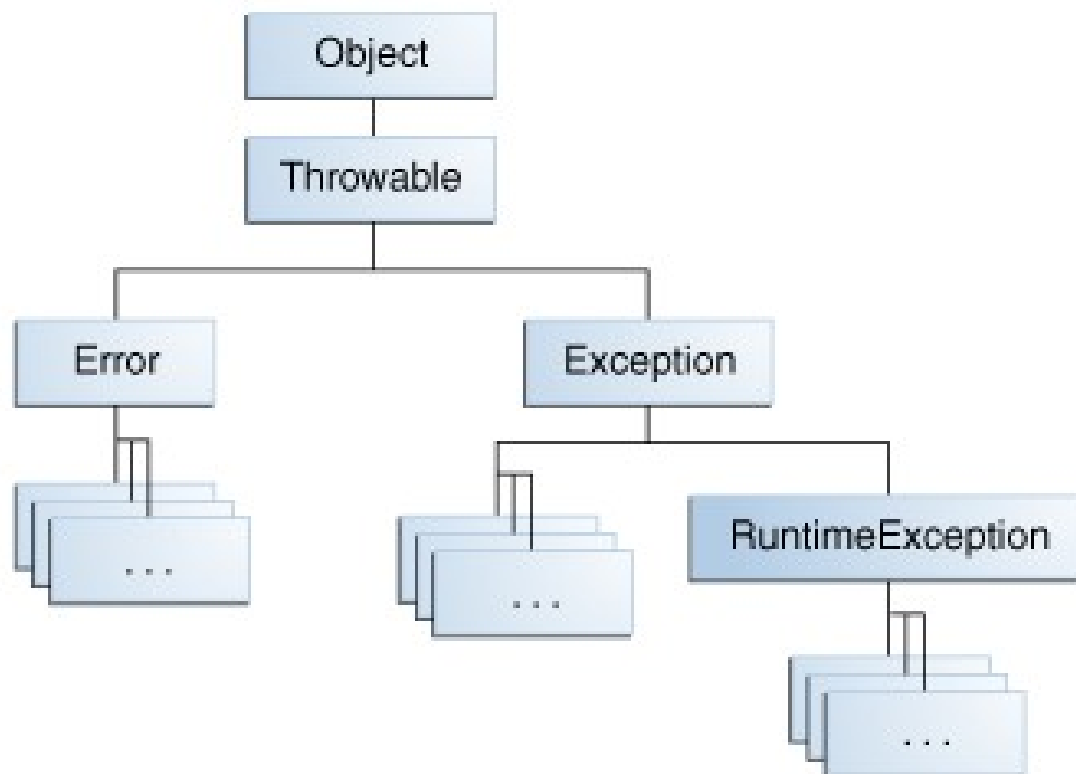 Object
Throwable
Error
Exception
RuntimeException
...
...
...